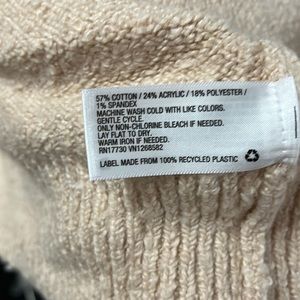 57% COTTON / 24% ACRYLIC / 18% POLYESTER /
1% SPANDEX
MACHINE WASH COLD WITH LIKE COLORS.
GENTLE CYCLE.
ONLY NON-CHLORINE BLEACH IF NEEDED.
LAY FLAT TO DRY.
WARM IRON IF NEEDED.
RN17730 VN1266582
LABEL MADE FROM 100% RECYCLED PLASTIC